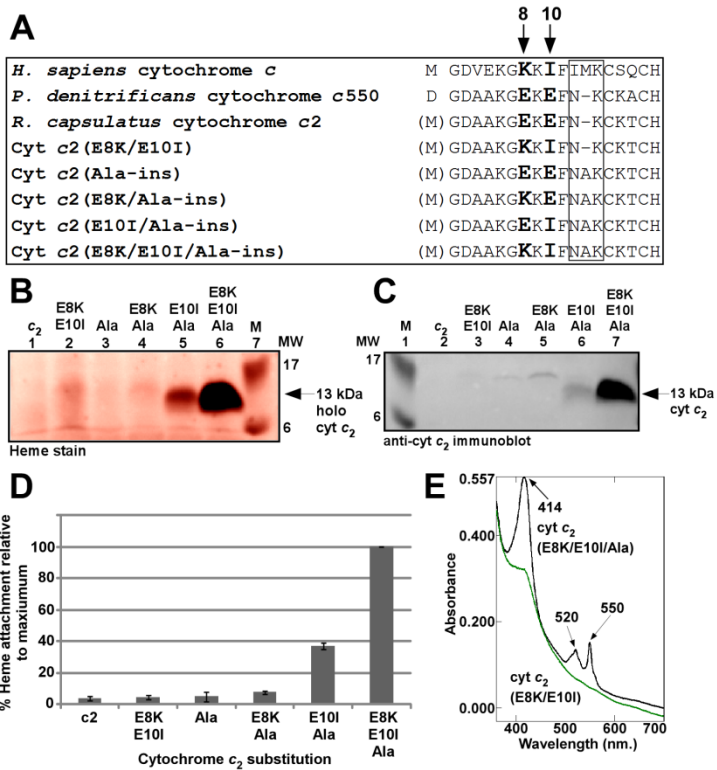 A
8 10
H. sapiens cytochrome c M GDVEKGKKIFIMKCSQCH
P. denitrificans cytochrome c550 D GDAAKGEKEFN-KCKACH
R. capsulatus cytochrome c2 (M)GDAAKGEKEFN-KCKTCH
Cyt c2(E8K/E10I) (M)GDAAKGKKIFN-KCKTCH
Cyt c2(Ala-ins) (M)GDAAKGEKEFNAKCKTCH
Cyt c2(E8K/Ala-ins) (M)GDAAKGKKEFNAKCKTCH
Cyt c2(E10I/Ala-ins) (M)GDAAKGEKIFNAKCKTCH
Cyt c2(E8K/E10I/Ala-ins) (M)GDAAKGKKIFNAKCKTCH
B
c2 E8K E10I Ala E8K Ala E10I Ala E8K E10I Ala M
1 2 3 4 5 6 7 MW
17
13 kDa
holo
cyt c2
6
Heme stain
C
M c2 E8K E10I Ala E8K Ala E10I Ala E8K E10I Ala
MW 1 2 3 4 5 6 7
17
13 kDa
cyt c2
6
anti-cyt c2 immunoblot
D
% Heme attachment relative
to maxiumum
100
80
60
40
20
0
c2 E8K E10I Ala E8K Ala E10I Ala E8K E10I Ala
Cytochrome c2 substitution
E
0.557
0.400
0.200
0.000
Absorbance
414
cyt c2
(E8K/E10I/Ala)
520 550
cyt c2
(E8K/E10I)
400 500 600 700
Wavelength (nm.)